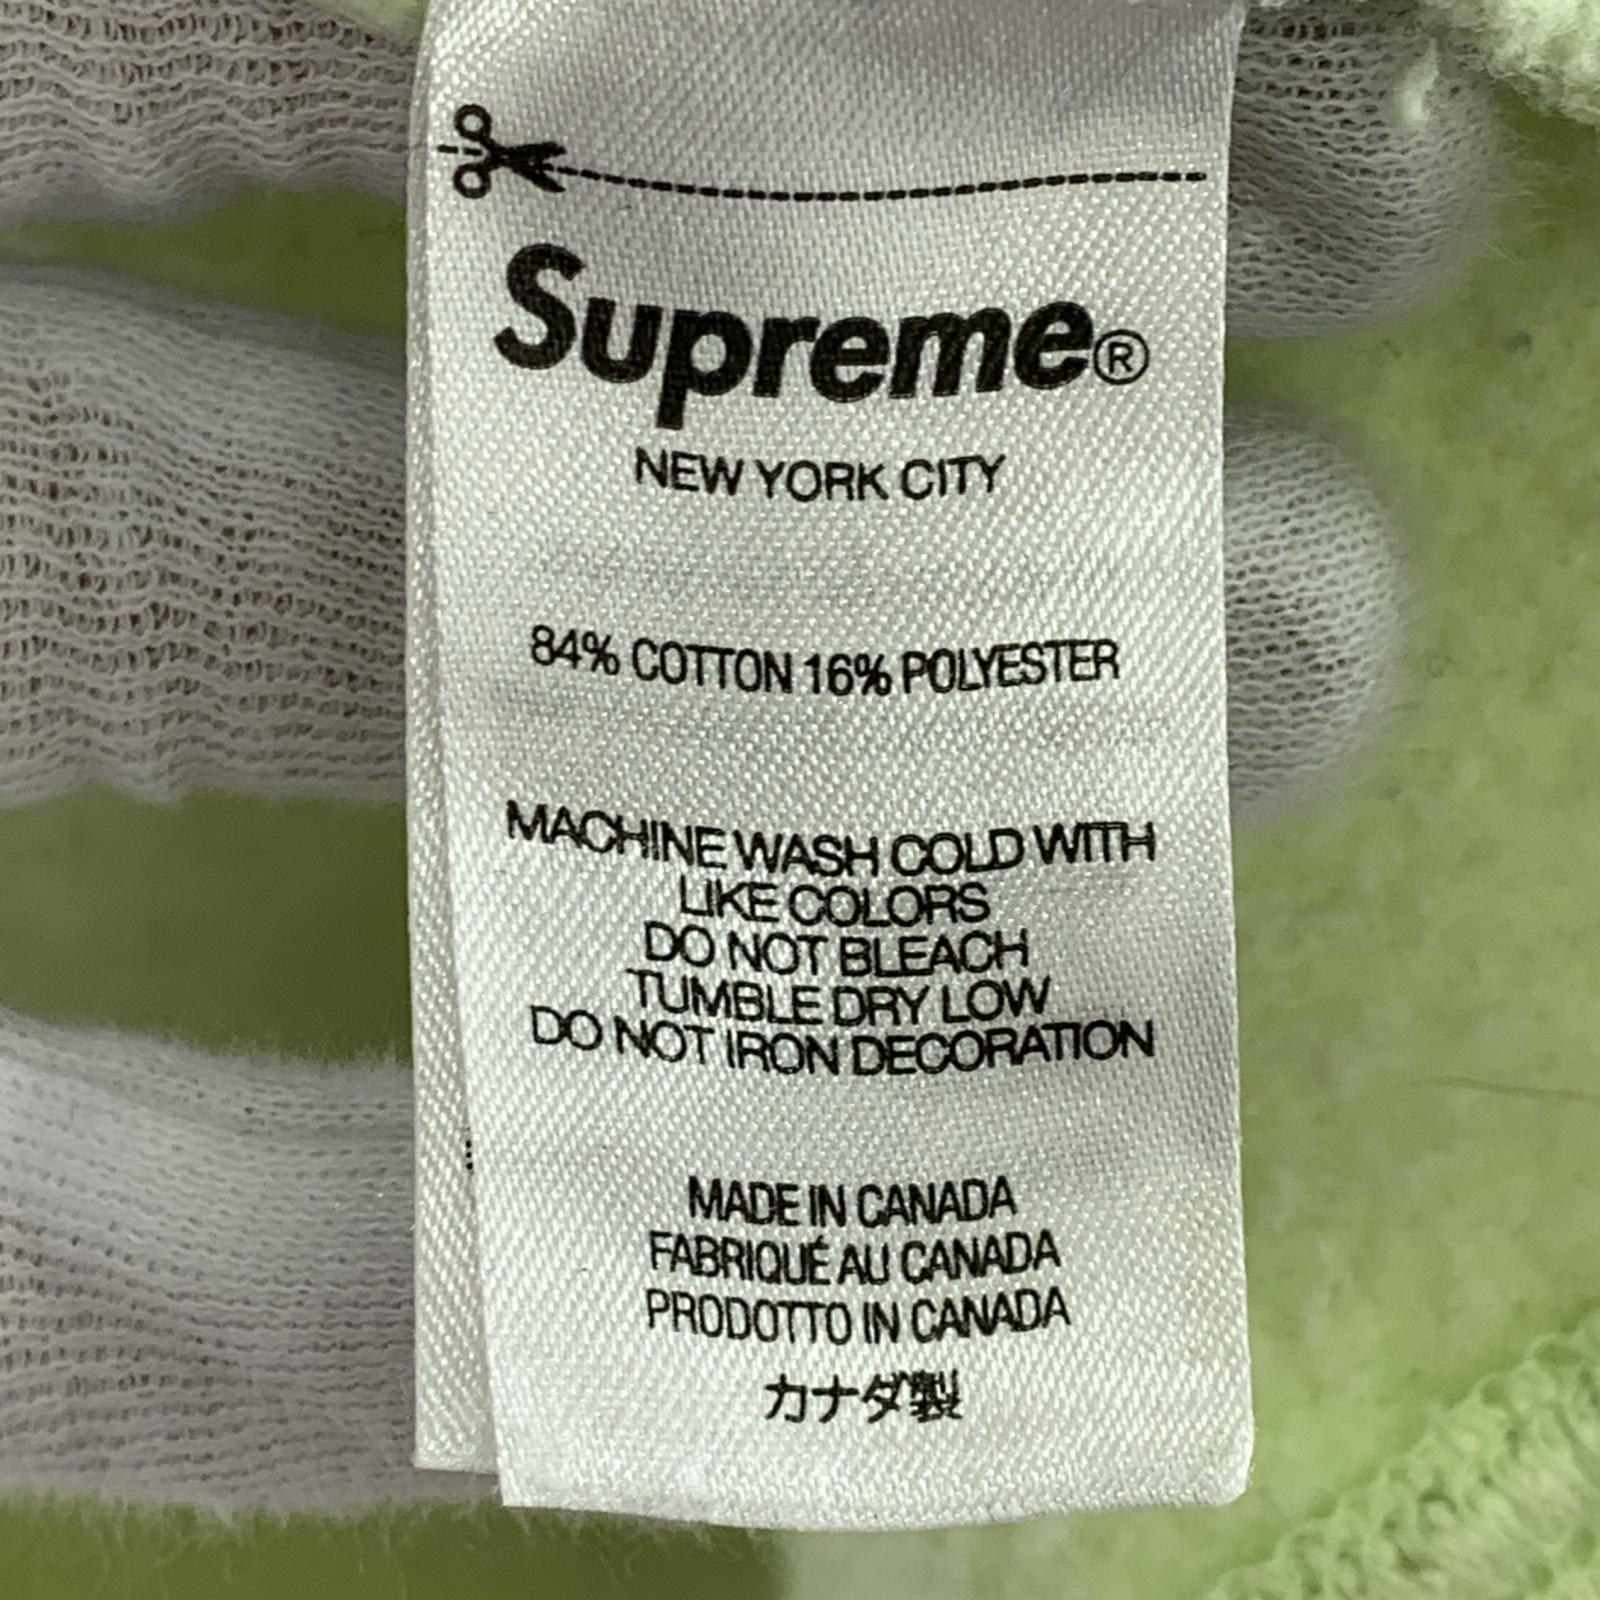 Supreme®
NEW YORK CITY
84% COTTON 16% POLYESTER
MACHINE WASH COLD WITH
LIKE COLORS
DO NOT BLEACH
TUMBLE DRY LOW
DO NOT IRON DECORATION
MADE IN CANADA
FABRIQUÉ AU CANADA
PRODOTTO IN CANADA
カナダ製